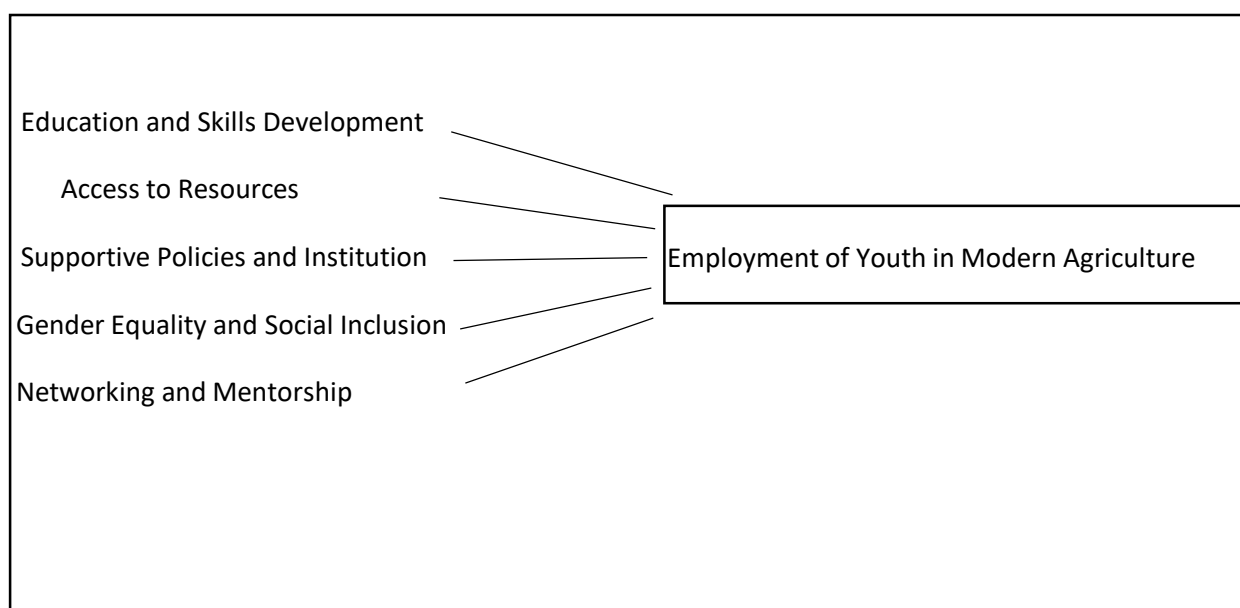 Education and Skills Development
Access to Resources
Supportive Policies and Institution
Employment of Youth in Modern Agriculture
Gender Equality and Social Inclusion
Networking and Mentorship